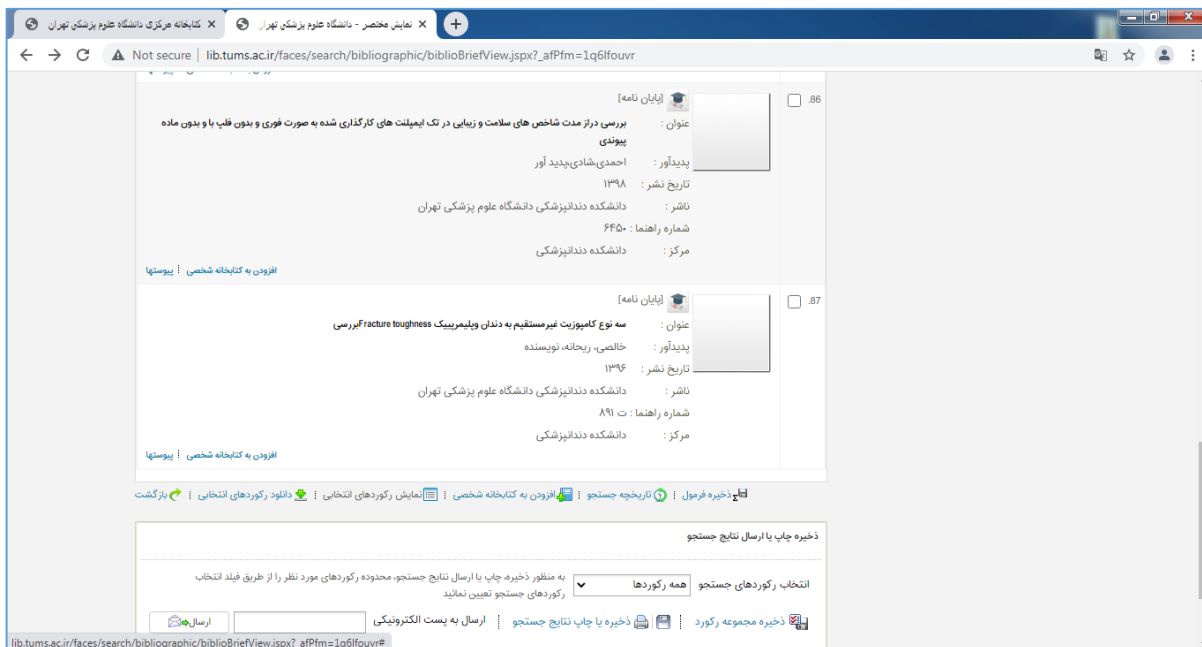 کتابخانه مرکزی دانشگاه علوم پزشکی تهران
نمایش مختصر - دانشگاه علوم پزشکی تهران
Not secure | lib.tums.ac.ir/faces/search/bibliographic/biblioBriefView.jspx?_afPfm=1q6lfouvr
.86
[پایان نامه]
عنوان : بررسی دراز مدت شاخص های سلامت و زیبایی در تک ایمپلنت های کارگذاری شده به صورت فوری و بدون فلپ با و بدون ماده
پیوندی
پدیدآور : احمدی،شادی،پدید آور
تاریخ نشر : ۱۳۹۸
ناشر : دانشکده دندانپزشکی دانشگاه علوم پزشکی تهران
شماره راهنما : ۶۴۵۰
مرکز : دانشکده دندانپزشکی
افزودن به کتابخانه شخصی | پیوستها
.87
[پایان نامه]
عنوان : سه نوع کامپوزیت غیرمستقیم به دندان وپلیمرپییک Fracture toughnessبررسی
پدیدآور : خالصی، ریحانه، نویسنده
تاریخ نشر : ۱۳۹۶
ناشر : دانشکده دندانپزشکی دانشگاه علوم پزشکی تهران
شماره راهنما : ت ۸۹۱
مرکز : دانشکده دندانپزشکی
افزودن به کتابخانه شخصی | پیوستها
ذخیره فرمول | تاریخچه جستجو | افزودن به کتابخانه شخصی | نمایش رکوردهای انتخابی | دانلود رکوردهای انتخابی | بازگشت
ذخیره چاپ یا ارسال نتایج جستجو
انتخاب رکوردهای جستجو همه رکوردها به منظور ذخیره، چاپ یا ارسال نتایج جستجو، محدوده رکوردهای مورد نظر را از طریق فیلد انتخاب
رکوردهای جستجو تعیین نمائید
ذخیره مجموعه رکورد | ذخیره یا چاپ نتایج جستجو | ارسال به پست الکترونیکی ارسال
lib.tums.ac.ir/faces/search/bibliographic/biblioBriefView.jspx?_afPfm=1q6lfouvr#